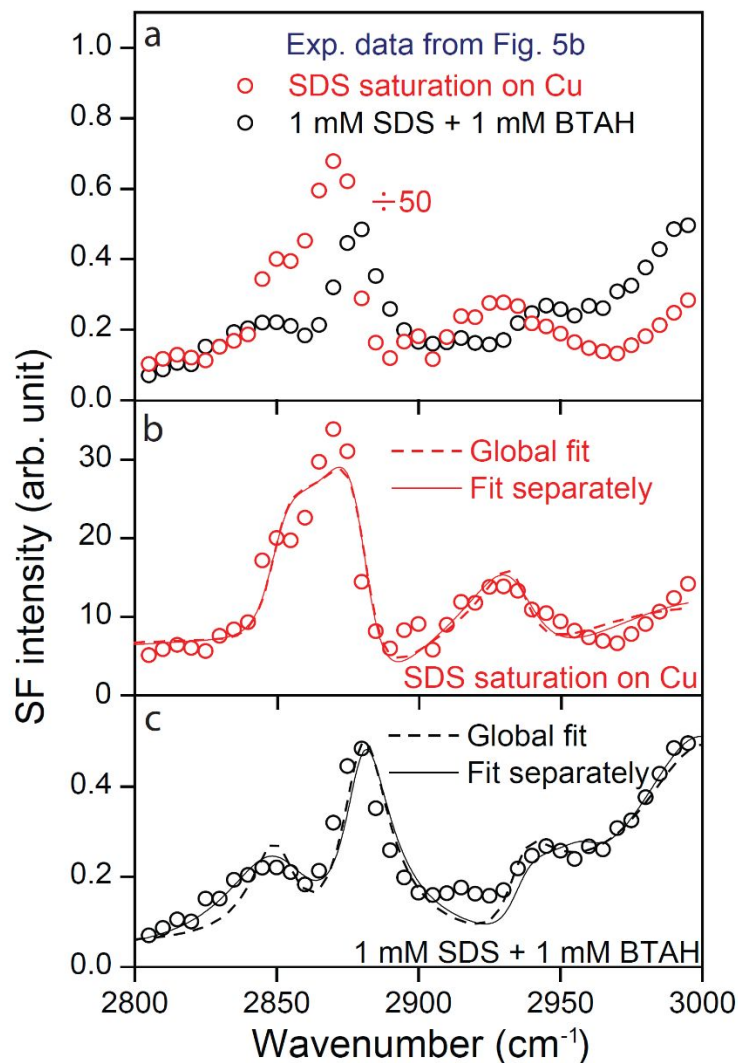 a
Exp. data from Fig. 5b
SDS saturation on Cu
1 mM SDS + 1 mM BTAH
÷50
1.0
0.8
0.6
0.4
0.2
0.0
b
Global fit
Fit separately
SDS saturation on Cu
30
20
10
0
c
Global fit
Fit separately
1 mM SDS + 1 mM BTAH
0.4
0.2
0.0
SF intensity (arb. unit)
2800 2850 2900 2950 3000
Wavenumber (cm⁻¹)